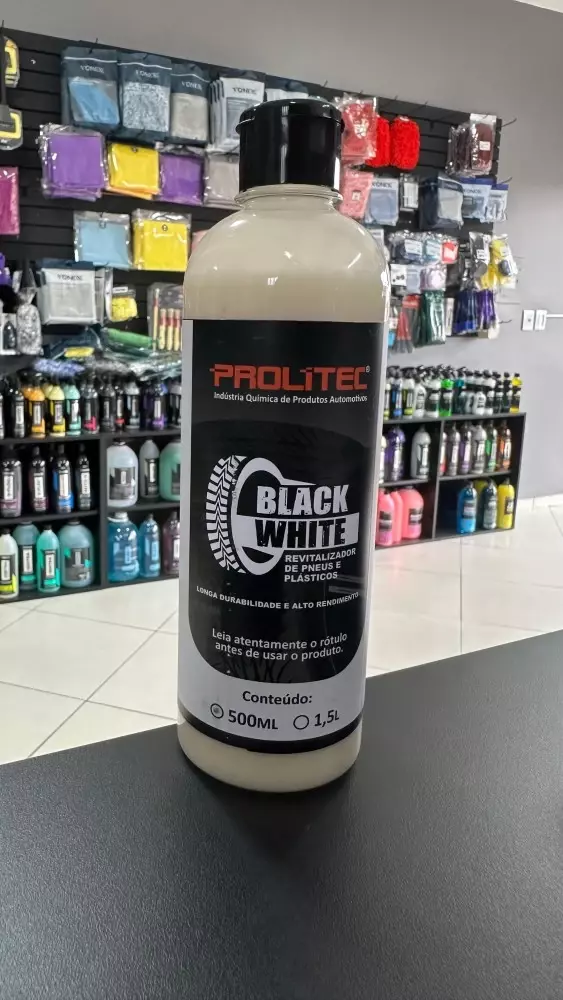 PROLITEC®
Indústria Química de Produtos Automotivos
BLACK
WHITE
REVITALIZADOR
DE PNEUS E
PLÁSTICOS
LONGA DURABILIDADE E ALTO RENDIMENTO
Leia atentamente o rótulo
antes de usar o produto.
Conteúdo:
500ML 1,5L